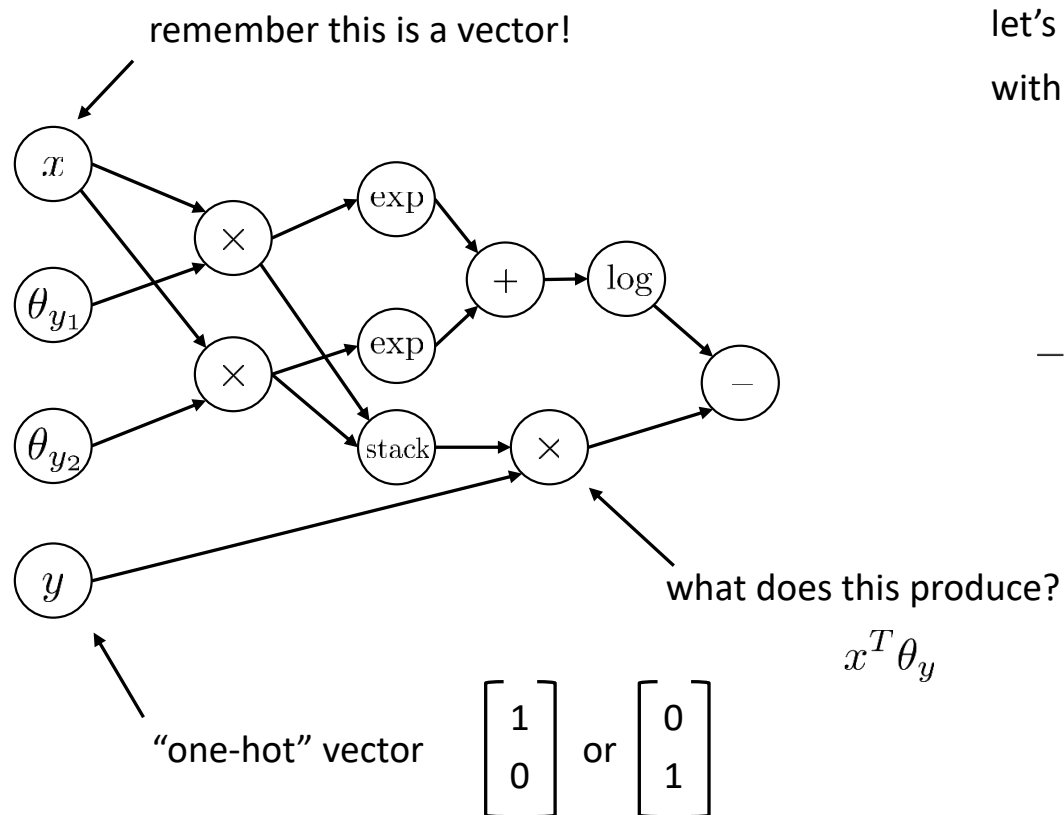 remember this is a vector!
let’s
with
x
exp
×
+
log
θ_{y_1}
exp
×
−
−
θ_{y_2}
stack
×
y
what does this produce?
x^T θ_y
“one-hot” vector [1 0] or [0 1]